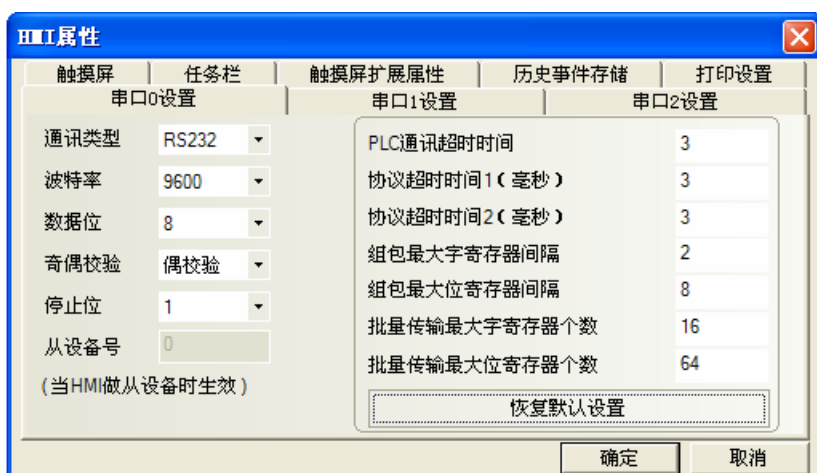 HMI属性
触摸屏 任务栏 触摸屏扩展属性 历史事件存储 打印设置
串口0设置 串口1设置 串口2设置
通讯类型 RS232
波特率 9600
数据位 8
奇偶校验 偶校验
停止位 1
从设备号 0
(当HMI做从设备时生效)
PLC通讯超时时间 3
协议超时时间1(毫秒) 3
协议超时时间2(毫秒) 3
组包最大字寄存器间隔 2
组包最大位寄存器间隔 8
批量传输最大字寄存器个数 16
批量传输最大位寄存器个数 64
恢复默认设置
确定 取消